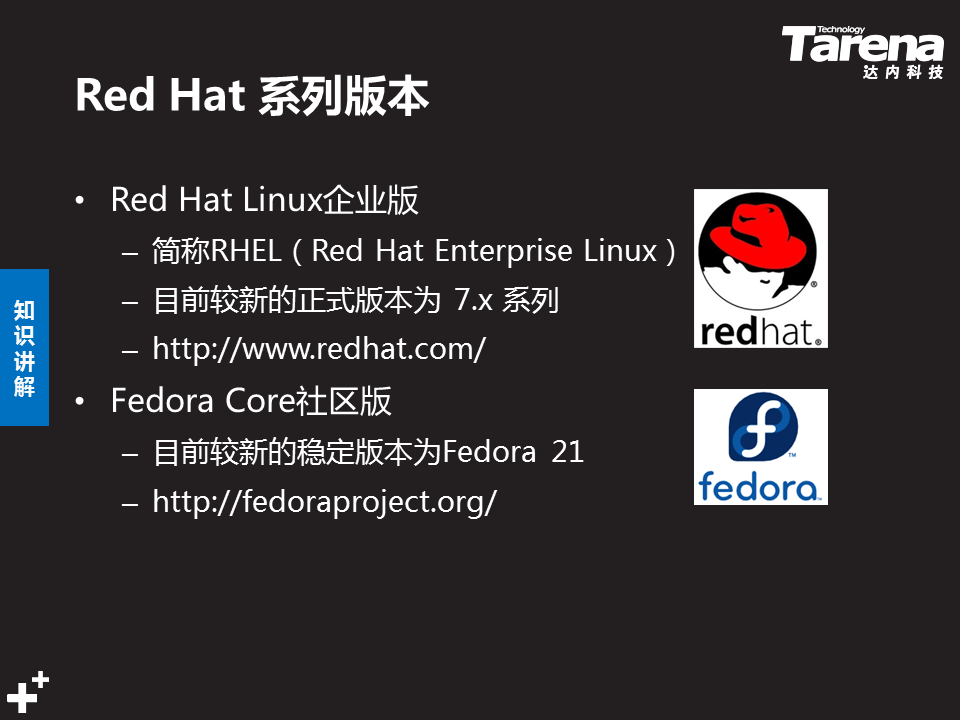 Technology
Tarena
达内科技
Red Hat 系列版本
• Red Hat Linux企业版
– 简称RHEL（Red Hat Enterprise Linux）
– 目前较新的正式版本为 7.x 系列
– http://www.redhat.com/
• Fedora Core社区版
– 目前较新的稳定版本为Fedora 21
– http://fedoraproject.org/
知
识
讲
解
redhat®
fedora™